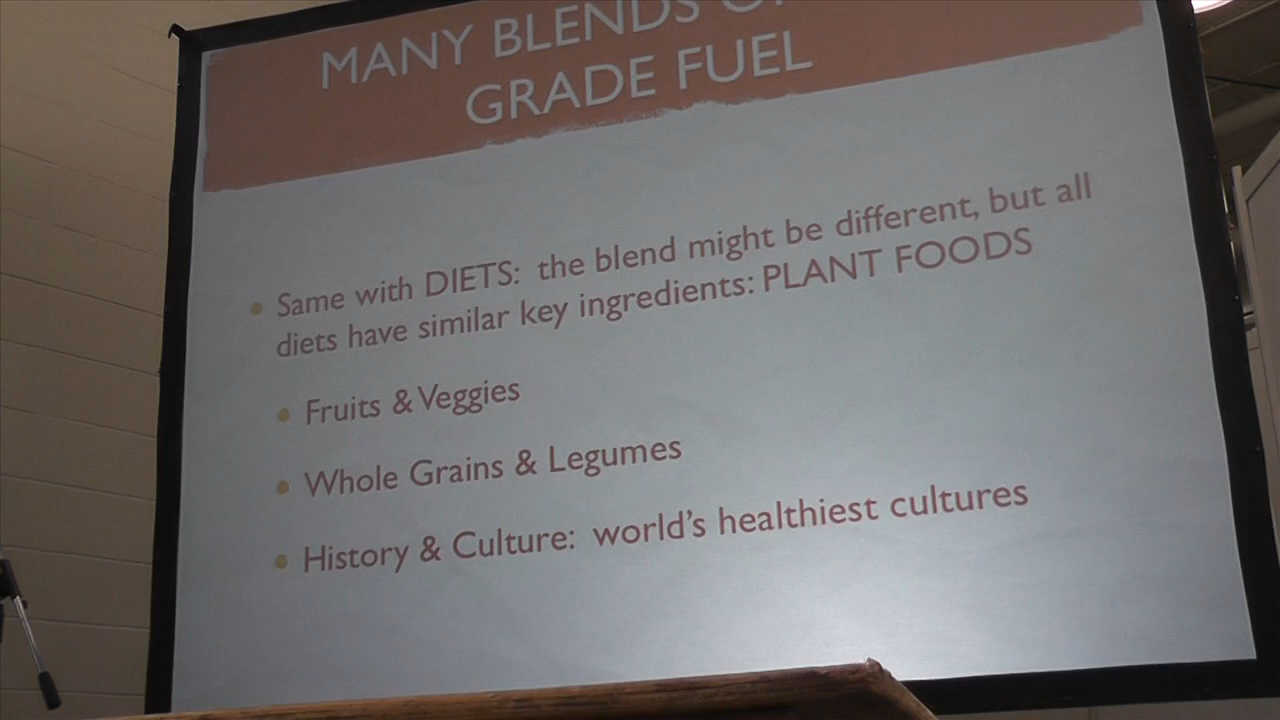 MANY BLENDS
GRADE FUEL
Same with DIETS: the blend might be different, but all
diets have similar key ingredients: PLANT FOODS
Fruits & Veggies
Whole Grains & Legumes
History & Culture: world's healthiest cultures